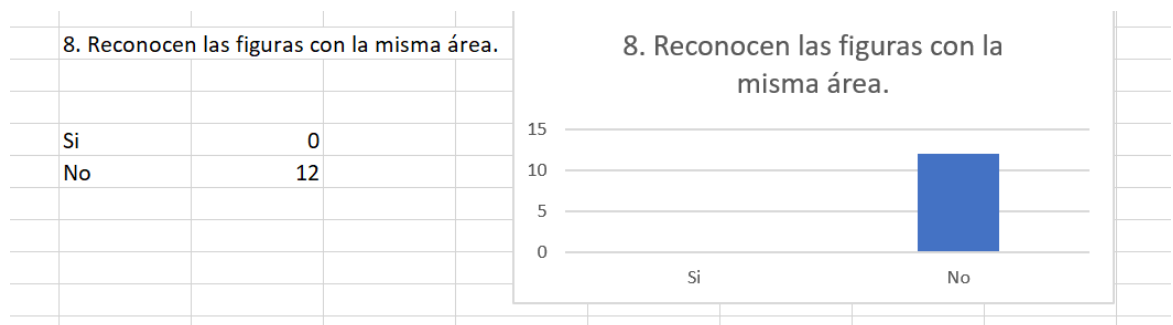 8. Reconocen las figuras con la misma área.
Si 0
No 12
8. Reconocen las figuras con la
misma área.
15
10
5
0
Si No